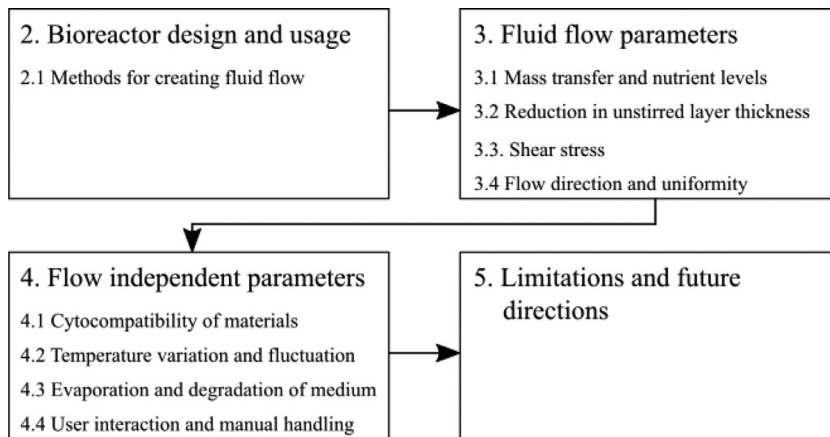 2. Bioreactor design and usage
2.1 Methods for creating fluid flow
3. Fluid flow parameters
3.1 Mass transfer and nutrient levels
3.2 Reduction in unstirred layer thickness
3.3. Shear stress
3.4 Flow direction and uniformity
4. Flow independent parameters
4.1 Cytocompatibility of materials
4.2 Temperature variation and fluctuation
4.3 Evaporation and degradation of medium
4.4 User interaction and manual handling
5. Limitations and future
directions